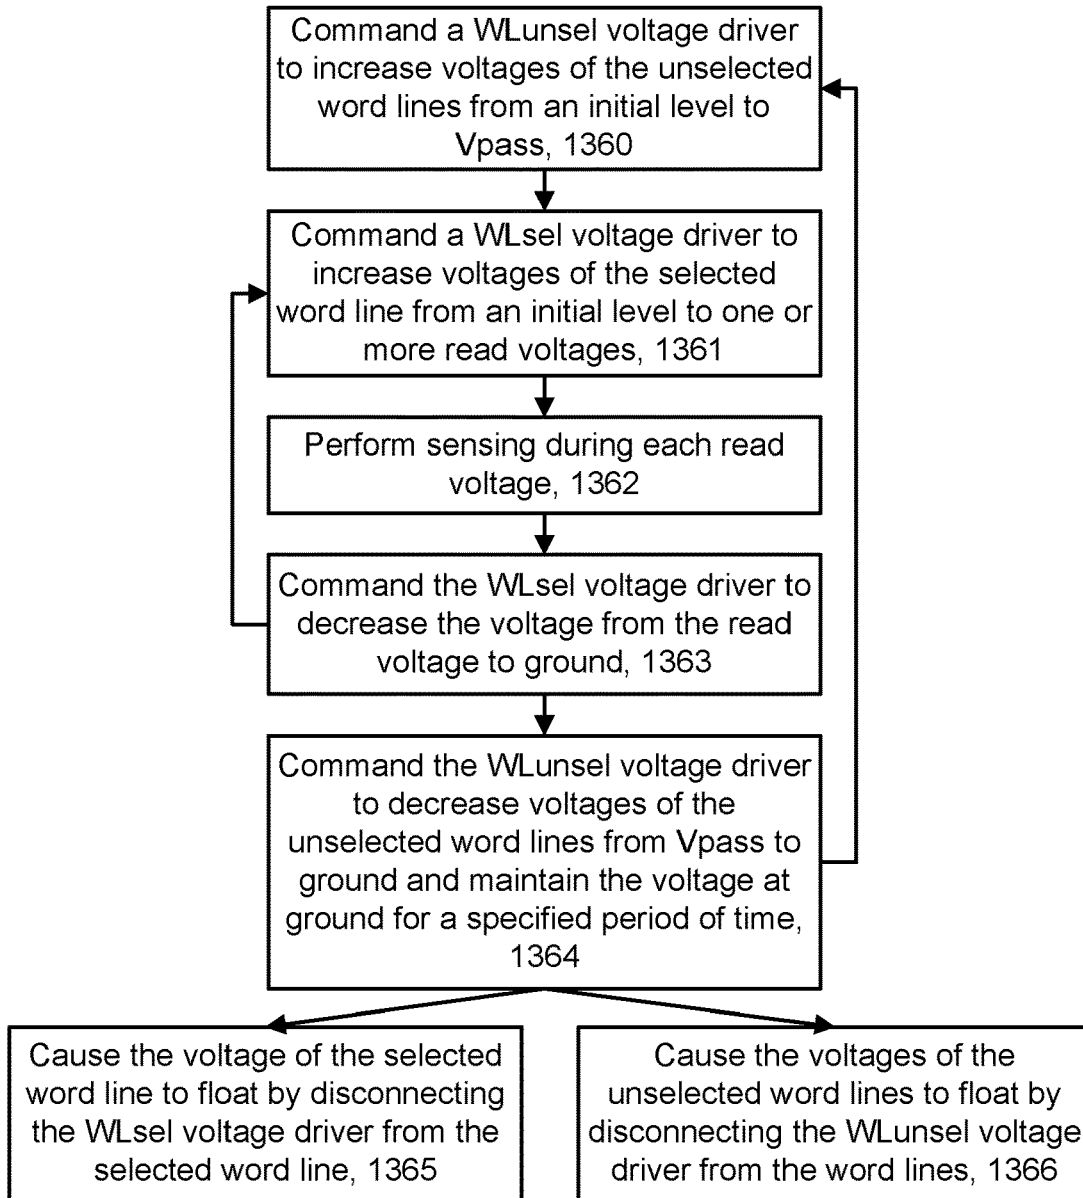 Command a WLunsel voltage driver
to increase voltages of the unselected
word lines from an initial level to
Vpass, 1360
Command a WLsel voltage driver to
increase voltages of the selected
word line from an initial level to one or
more read voltages, 1361
Perform sensing during each read
voltage, 1362
Command the WLsel voltage driver to
decrease the voltage from the read
voltage to ground, 1363
Command the WLunsel voltage driver
to decrease voltages of the
unselected word lines from Vpass to
ground and maintain the voltage at
ground for a specified period of time,
1364
Cause the voltage of the selected
word line to float by disconnecting
the WLsel voltage driver from the
selected word line, 1365
Cause the voltages of the
unselected word lines to float by
disconnecting the WLunsel voltage
driver from the word lines, 1366